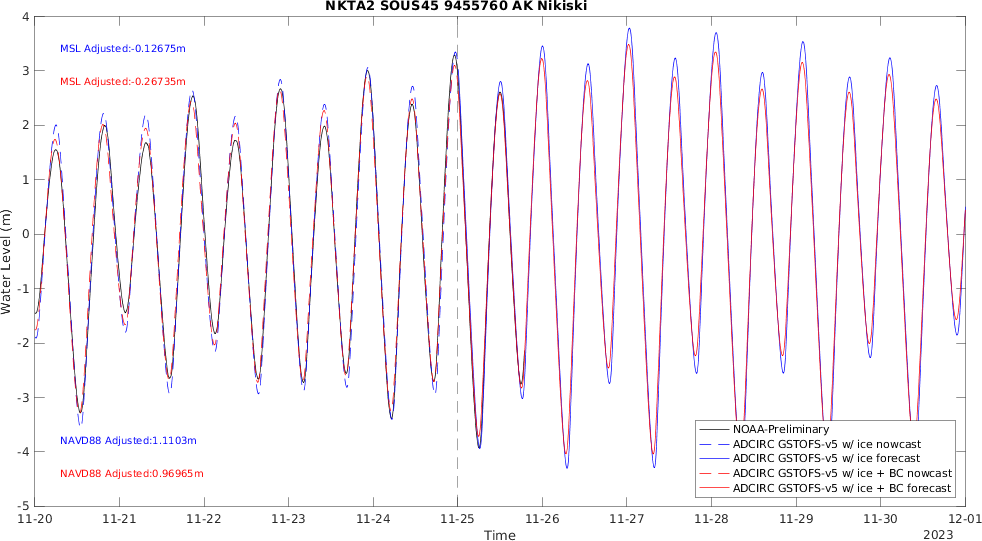 NKTA2 SOUS45 9455760 AK Nikiski
4
3
2
1
0
-1
-2
-3
-4
-5
Water Level (m)
MSL Adjusted:-0.12675m
MSL Adjusted:-0.26735m
NAVD88 Adjusted:1.1103m
NAVD88 Adjusted:0.96965m
NOAA-Preliminary
ADCIRC GSTOFS-v5 w/ ice nowcast
ADCIRC GSTOFS-v5 w/ ice forecast
ADCIRC GSTOFS-v5 w/ ice + BC nowcast
ADCIRC GSTOFS-v5 w/ ice + BC forecast
11-20 11-21 11-22 11-23 11-24 11-25 11-26 11-27 11-28 11-29 11-30 12-01
Time
2023